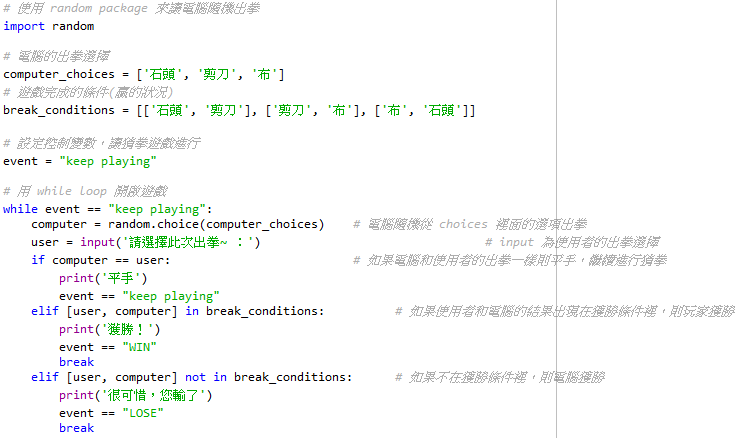 # 使用 random package 來讓電腦隨機出拳
import random
# 電腦的出拳選擇
computer_choices = ['石頭', '剪刀', '布']
# 遊戲完成的條件(贏的狀況)
break_conditions = [['石頭', '剪刀'], ['剪刀', '布'], ['布', '石頭']]
# 設定控制變數，讓猜拳遊戲進行
event = "keep playing"
# 用 while loop 開啟遊戲
while event == "keep playing":
    computer = random.choice(computer_choices)    # 電腦隨機從 choices 裡面的選項出拳
    user = input('請選擇此次出拳~ ：')    # input 為使用者的出拳選擇
    if computer == user:    # 如果電腦和使用者的出拳一樣則平手，繼續進行猜拳
        print('平手')
        event == "keep playing"
    elif [user, computer] in break_conditions:    # 如果使用者和電腦的結果出現在獲勝條件裡，則玩家獲勝
        print('獲勝！')
        event == "WIN"
        break
    elif [user, computer] not in break_conditions:    # 如果不在獲勝條件裡，則電腦獲勝
        print('很可惜，您輸了')
        event == "LOSE"
        break